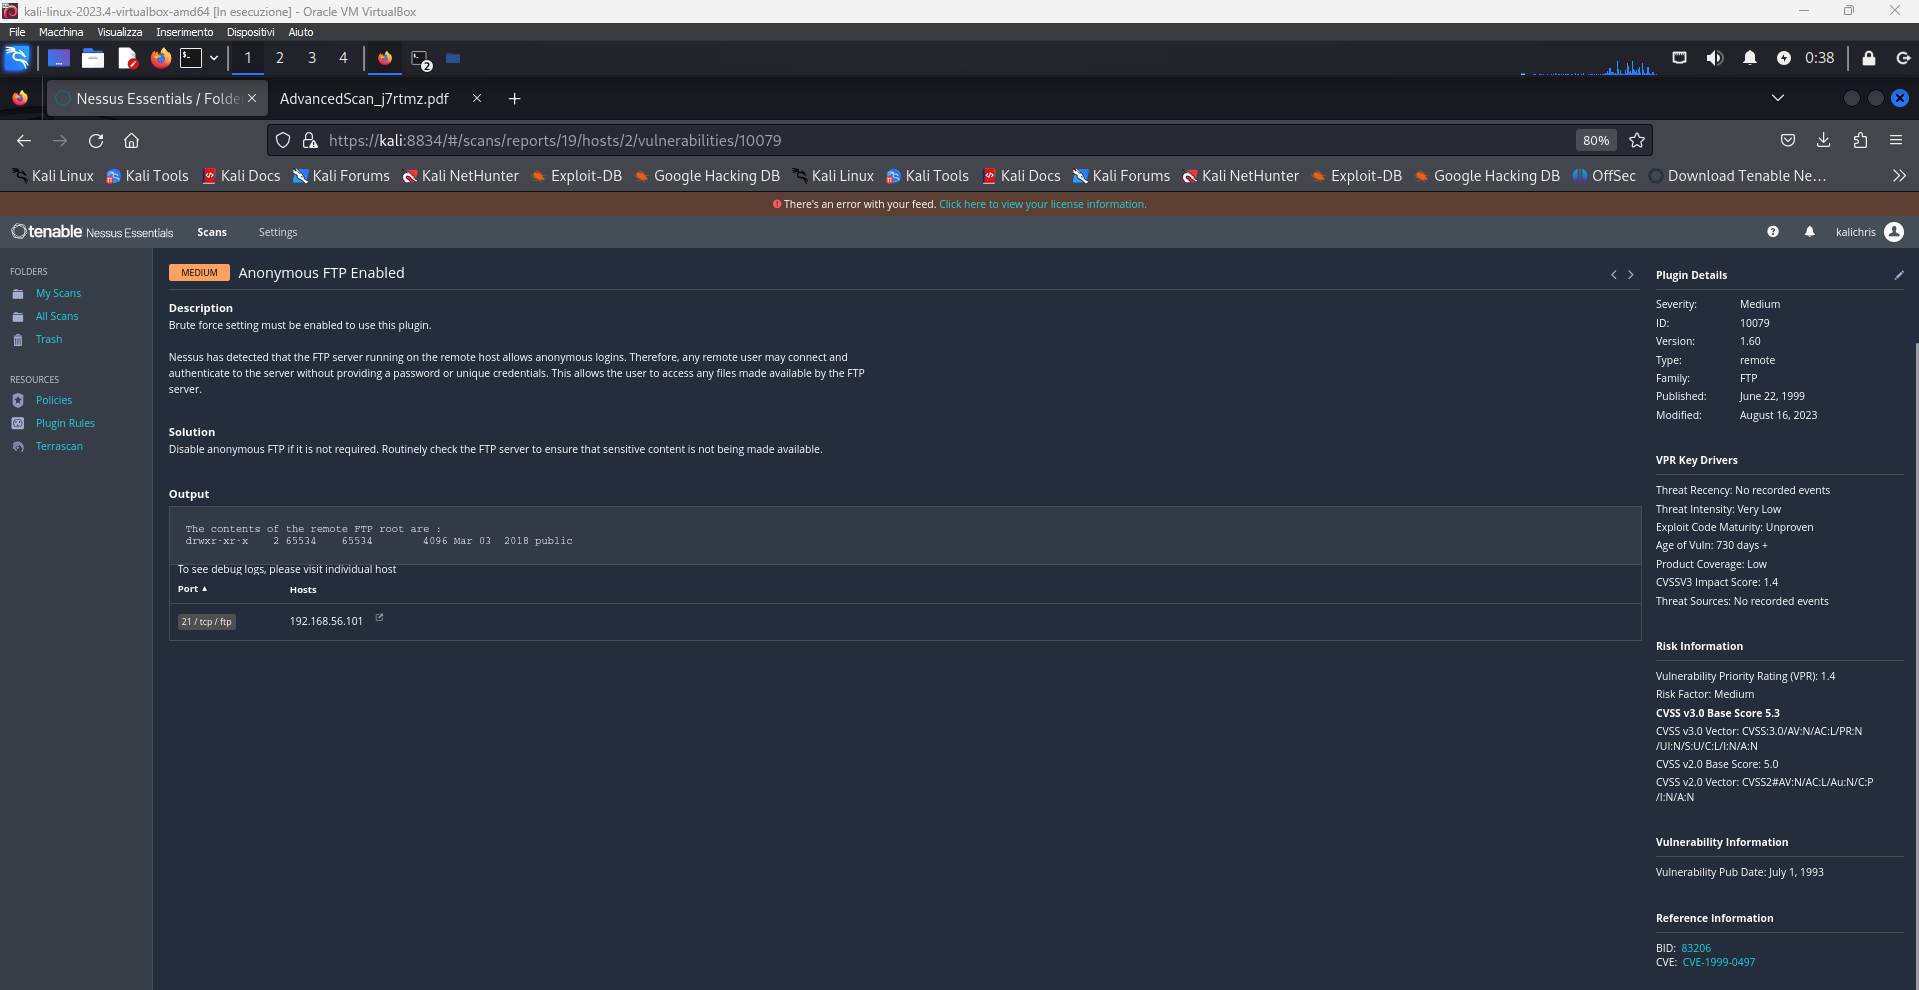 kali-linux-2023.4-virtualbox-amd64 [In esecuzione] - Oracle VM VirtualBox
File Macchina Visualizza Inserimento Dispositivi Aiuto
1 2 3 4 2 0:38
Nessus Essentials / Folde AdvancedScan_j7rtmz.pdf
https://kali:8834/#/scans/reports/19/hosts/2/vulnerabilities/10079 80%
Kali Linux Kali Tools Kali Docs Kali Forums Kali NetHunter Exploit-DB Google Hacking DB Kali Linux Kali Tools Kali Docs Kali Forums Kali NetHunter Exploit-DB Google Hacking DB OffSec Download Tenable Ne…
There's an error with your feed. Click here to view your license information.
tenable Nessus Essentials Scans Settings kalichris
FOLDERS
My Scans
All Scans
Trash
RESOURCES
Policies
Plugin Rules
Terrascan
MEDIUM Anonymous FTP Enabled
Description
Brute force setting must be enabled to use this plugin.
Nessus has detected that the FTP server running on the remote host allows anonymous logins. Therefore, any remote user may connect and
authenticate to the server without providing a password or unique credentials. This allows the user to access any files made available by the FTP
server.
Solution
Disable anonymous FTP if it is not required. Routinely check the FTP server to ensure that sensitive content is not being made available.
Output
The contents of the remote FTP root are :
drwxr-xr-x 2 65534 65534 4096 Mar 03 2018 public
To see debug logs, please visit individual host
Port ▲ Hosts
21 / tcp / ftp 192.168.56.101
Plugin Details
Severity: Medium
ID: 10079
Version: 1.60
Type: remote
Family: FTP
Published: June 22, 1999
Modified: August 16, 2023
VPR Key Drivers
Threat Recency: No recorded events
Threat Intensity: Very Low
Exploit Code Maturity: Unproven
Age of Vuln: 730 days +
Product Coverage: Low
CVSSV3 Impact Score: 1.4
Threat Sources: No recorded events
Risk Information
Vulnerability Priority Rating (VPR): 1.4
Risk Factor: Medium
CVSS v3.0 Base Score 5.3
CVSS v3.0 Vector: CVSS:3.0/AV:N/AC:L/PR:N
/UI:N/S:U/C:L/I:N/A:N
CVSS v2.0 Base Score: 5.0
CVSS v2.0 Vector: CVSS2#AV:N/AC:L/Au:N/C:P
/I:N/A:N
Vulnerability Information
Vulnerability Pub Date: July 1, 1993
Reference Information
BID: 83206
CVE: CVE-1999-0497